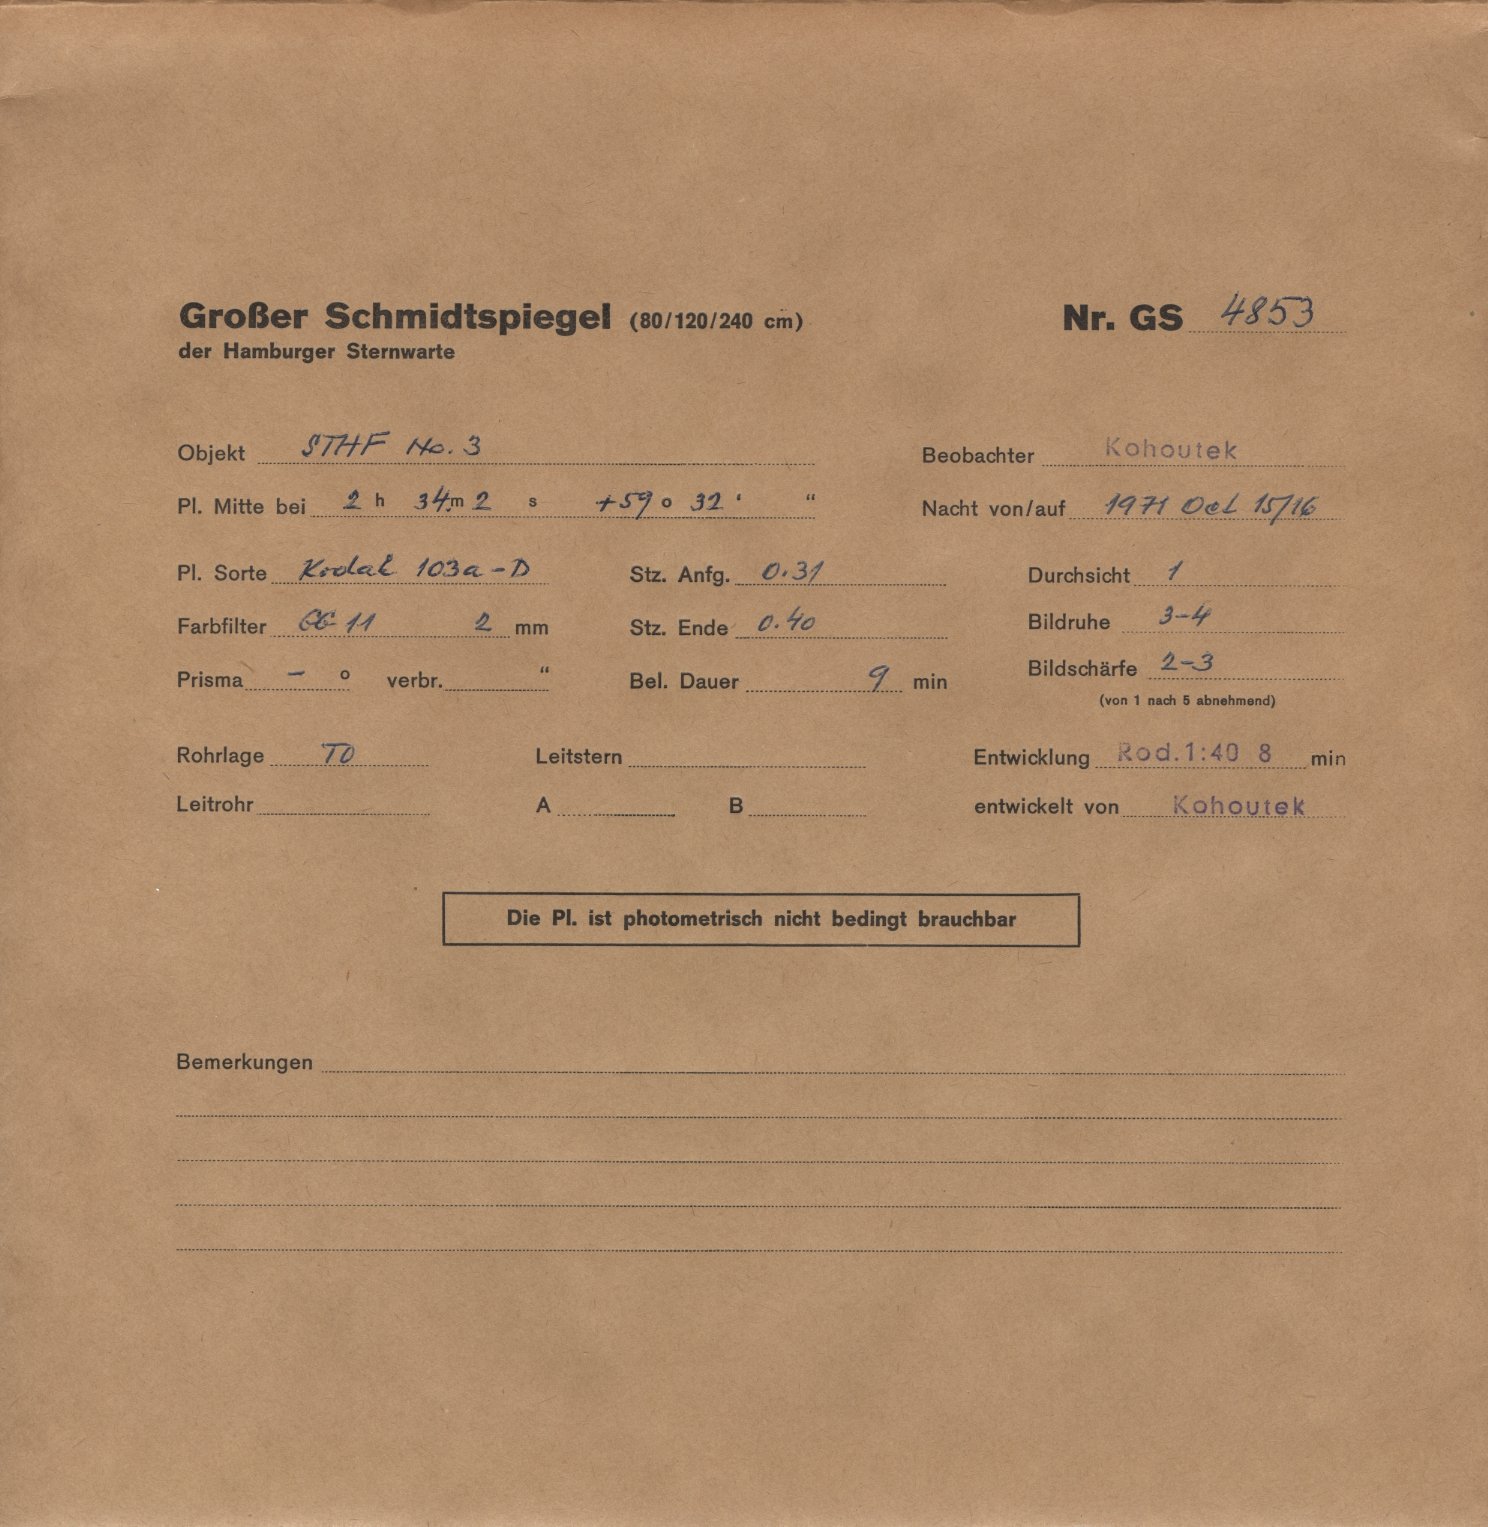 Großer Schmidtspiegel (80/120/240 cm) Nr. GS 4853
der Hamburger Sternwarte
Objekt STHF No. 3 Beobachter Kohoutek
Pl. Mitte bei 2 h 34.m 2 s +59 o 32 ' “ Nacht von/auf 1971 Oct 15/16
Pl. Sorte Kodak 103a-D Stz. Anfg. 0.31 Durchsicht 1
Farbfilter GG 11 2 mm Stz. Ende 0.40 Bildruhe 3-4
Prisma – o verbr. “ Bel. Dauer 9 min Bildschärfe 2-3
(von 1 nach 5 abnehmend)
Rohrlage TO Leitstern Entwicklung Rod.1:40 8 min
Leitrohr A B entwickelt von Kohoutek
Die Pl. ist photometrisch nicht bedingt brauchbar
Bemerkungen